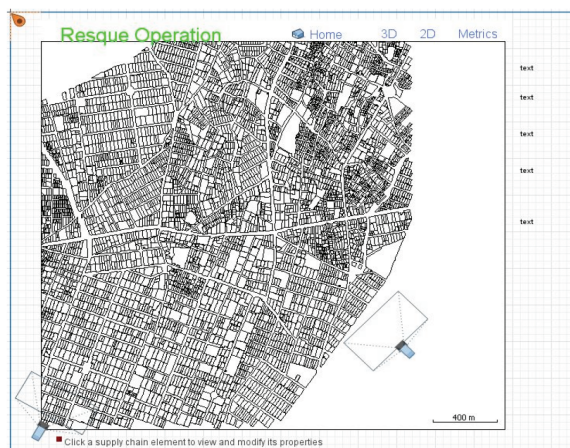 Resque Operation
Home 3D 2D Metrics
text
text
text
text
text
400 m
Click a supply chain element to view and modify its properties